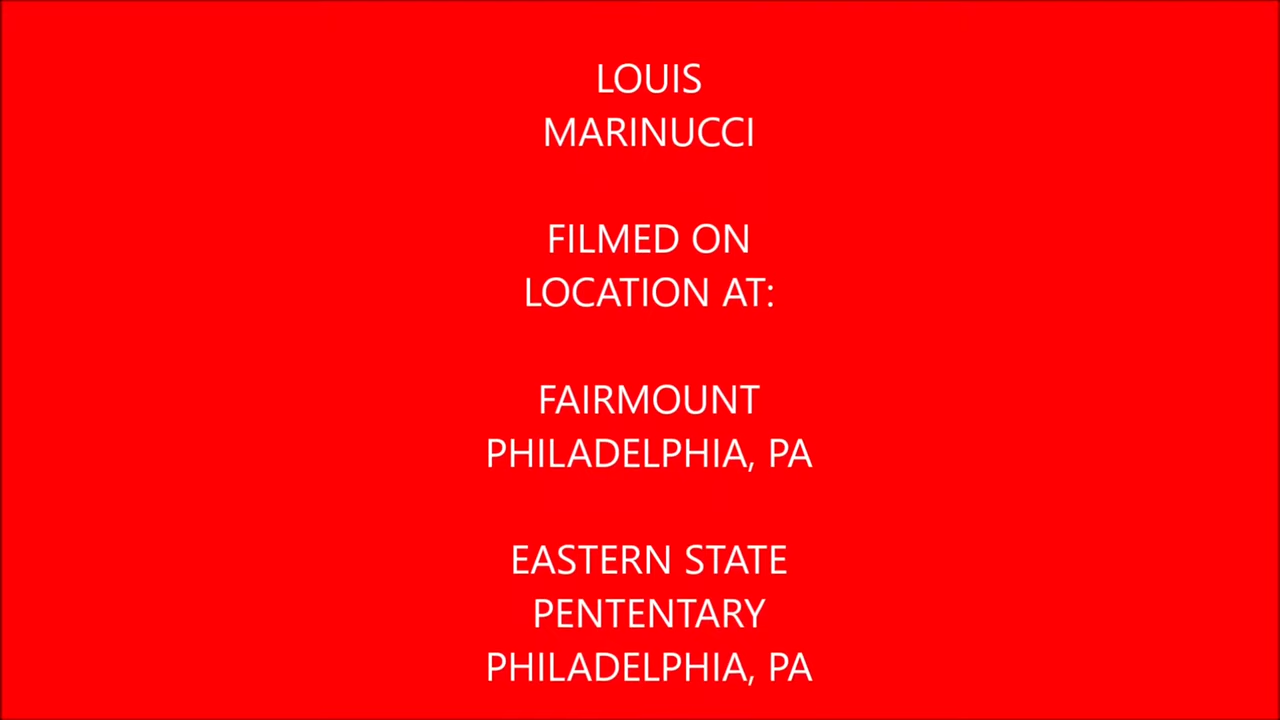 LOUIS
MARINUCCI
FILMED ON
LOCATION AT:
FAIRMOUNT
PHILADELPHIA, PA
EASTERN STATE
PENTENTARY
PHILADELPHIA, PA